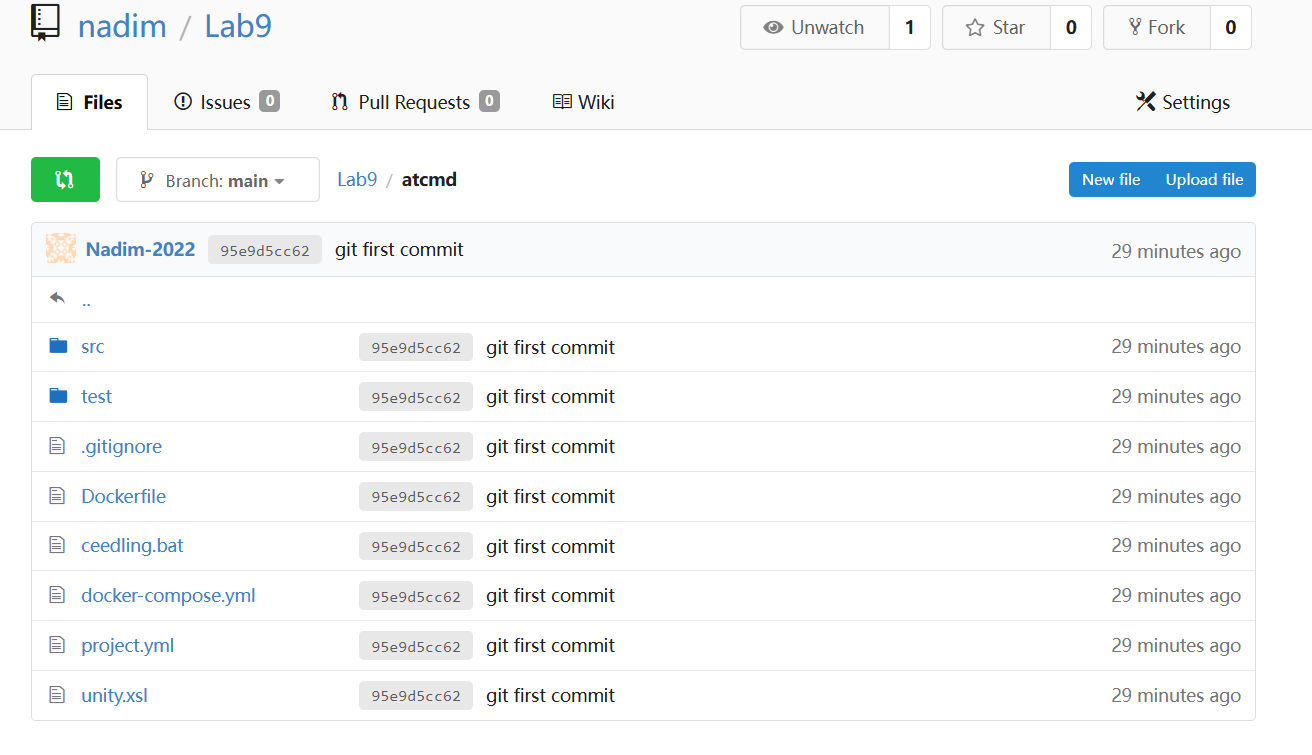 nadim / Lab9 Unwatch 1 Star 0 Fork 0
Files Issues 0 Pull Requests 0 Wiki Settings
Branch: main Lab9 / atcmd New file Upload file
Nadim-2022 95e9d5cc62 git first commit 29 minutes ago
..
src 95e9d5cc62 git first commit 29 minutes ago
test 95e9d5cc62 git first commit 29 minutes ago
.gitignore 95e9d5cc62 git first commit 29 minutes ago
Dockerfile 95e9d5cc62 git first commit 29 minutes ago
ceedling.bat 95e9d5cc62 git first commit 29 minutes ago
docker-compose.yml 95e9d5cc62 git first commit 29 minutes ago
project.yml 95e9d5cc62 git first commit 29 minutes ago
unity.xsl 95e9d5cc62 git first commit 29 minutes ago